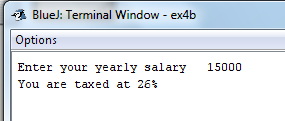 BlueJ: Terminal Window - ex4b
Options
Enter your yearly salary   15000
You are taxed at 26%